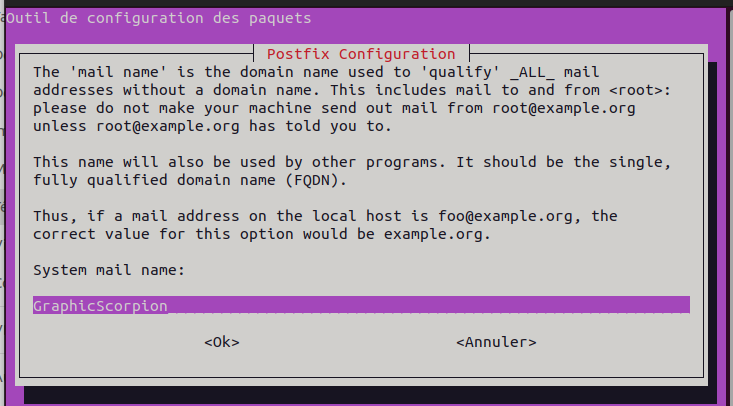 Outil de configuration des paquets
Postfix Configuration
The 'mail name' is the domain name used to 'qualify' _ALL_ mail
addresses without a domain name. This includes mail to and from <root>:
please do not make your machine send out mail from root@example.org
unless root@example.org has told you to.
This name will also be used by other programs. It should be the single,
fully qualified domain name (FQDN).
Thus, if a mail address on the local host is foo@example.org, the
correct value for this option would be example.org.
System mail name:
GraphicScorpion
<Ok> <Annuler>